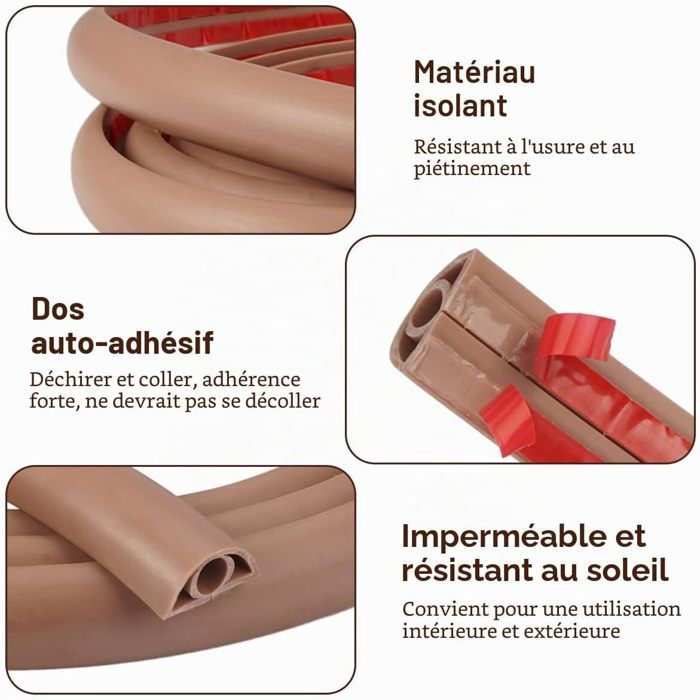 Matériau
isolant
Résistant à l'usure et au
piétinement
Dos
auto-adhésif
Déchirer et coller, adhérence
forte, ne devrait pas se décoller
Imperméable et
résistant au soleil
Convient pour une utilisation
intérieure et extérieure